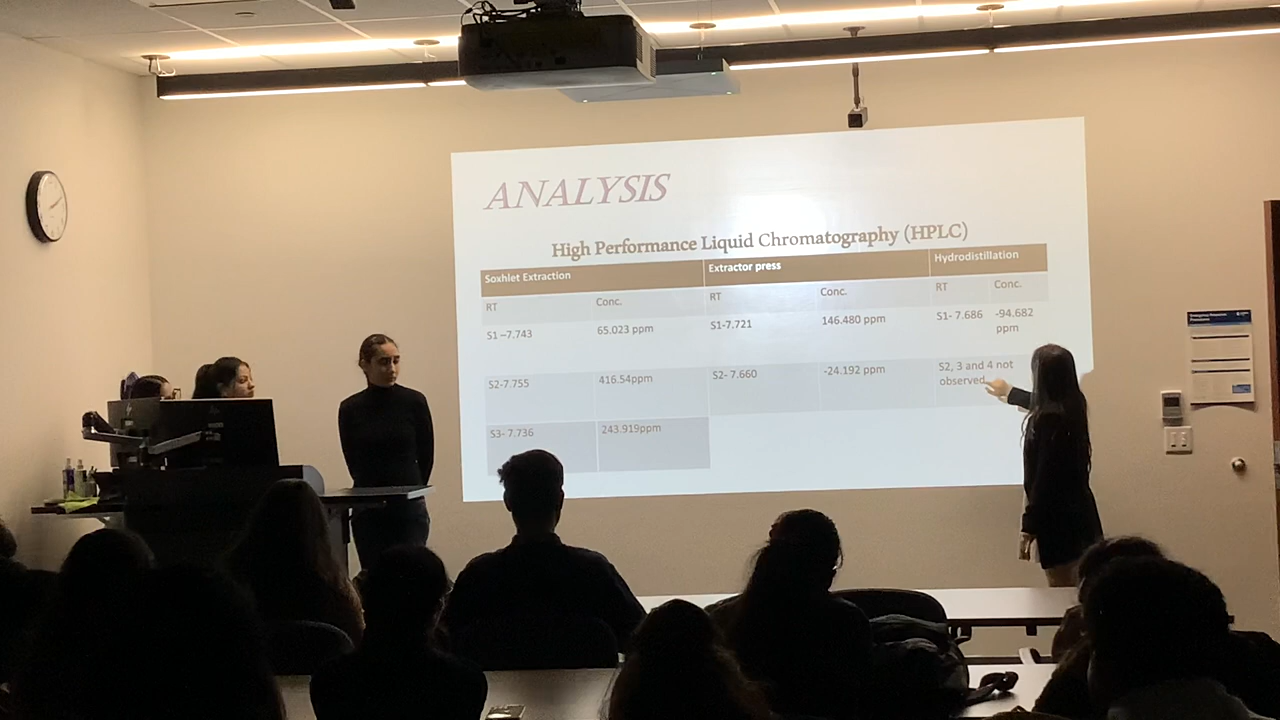 ANALYSIS
High Performance Liquid Chromatography (HPLC)
Soxhlet Extraction Extractor press Hydrodistillation
RT Conc. RT Conc. RT Conc.
S1 –7.743 65.023 ppm S1-7.721 146.480 ppm S1- 7.686 -94.682
ppm
S2-7.755 416.54ppm S2- 7.660 -24.192 ppm S2, 3 and 4 not
observed
S3- 7.736 243.919ppm